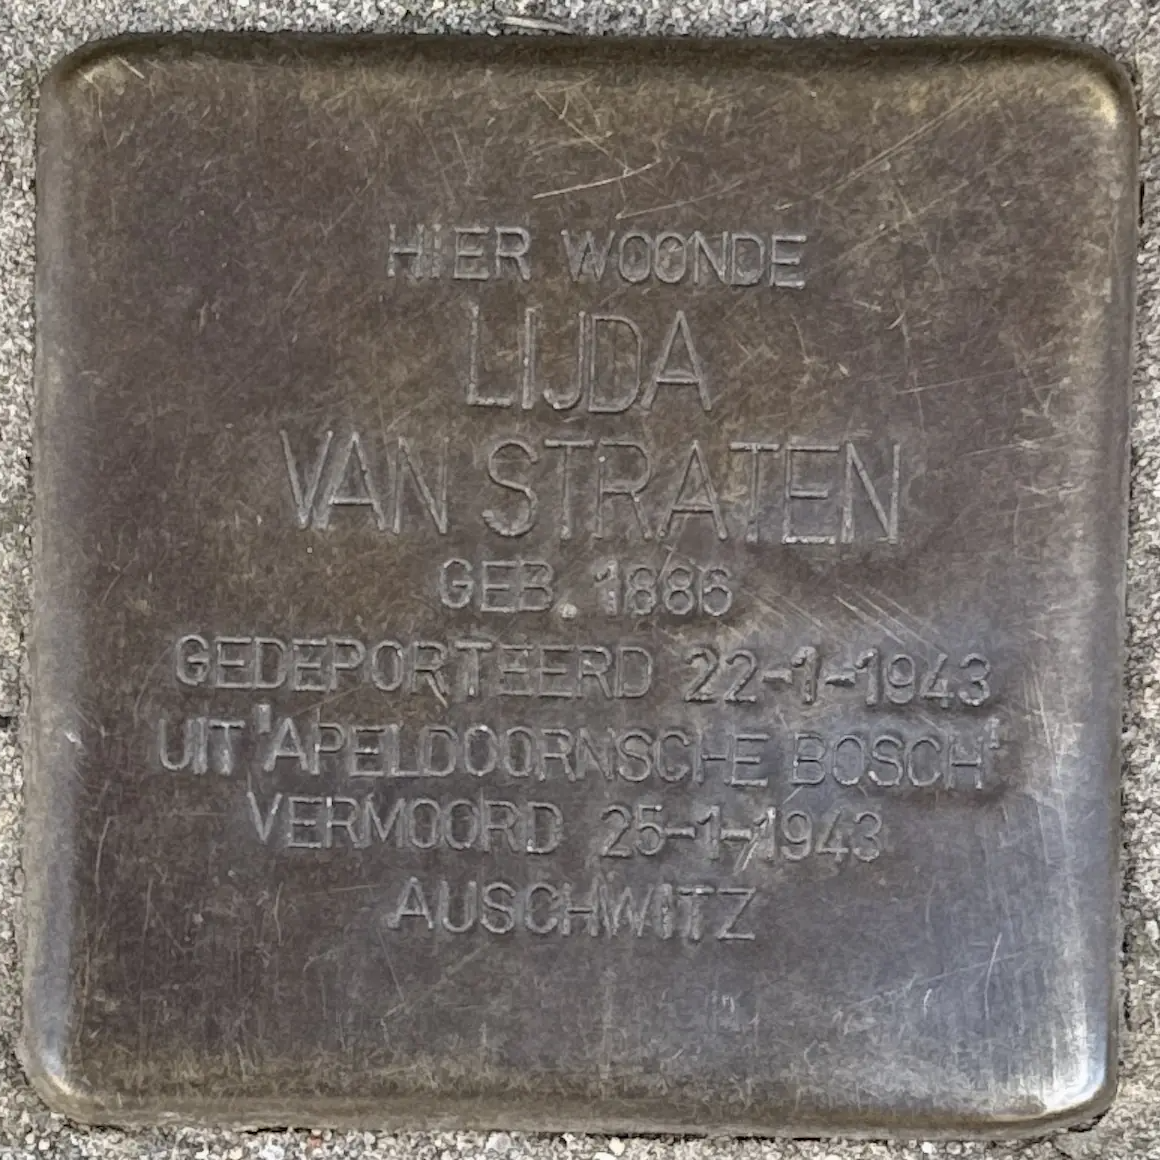 HIER WOONDE
LIJDA
VAN STRATEN
GEB. 1886
GEDEPORTEERD 22-1-1943
UIT 'APELDOORNSCHE BOSCH'
VERMOORD 25-1-1943
AUSCHWITZ